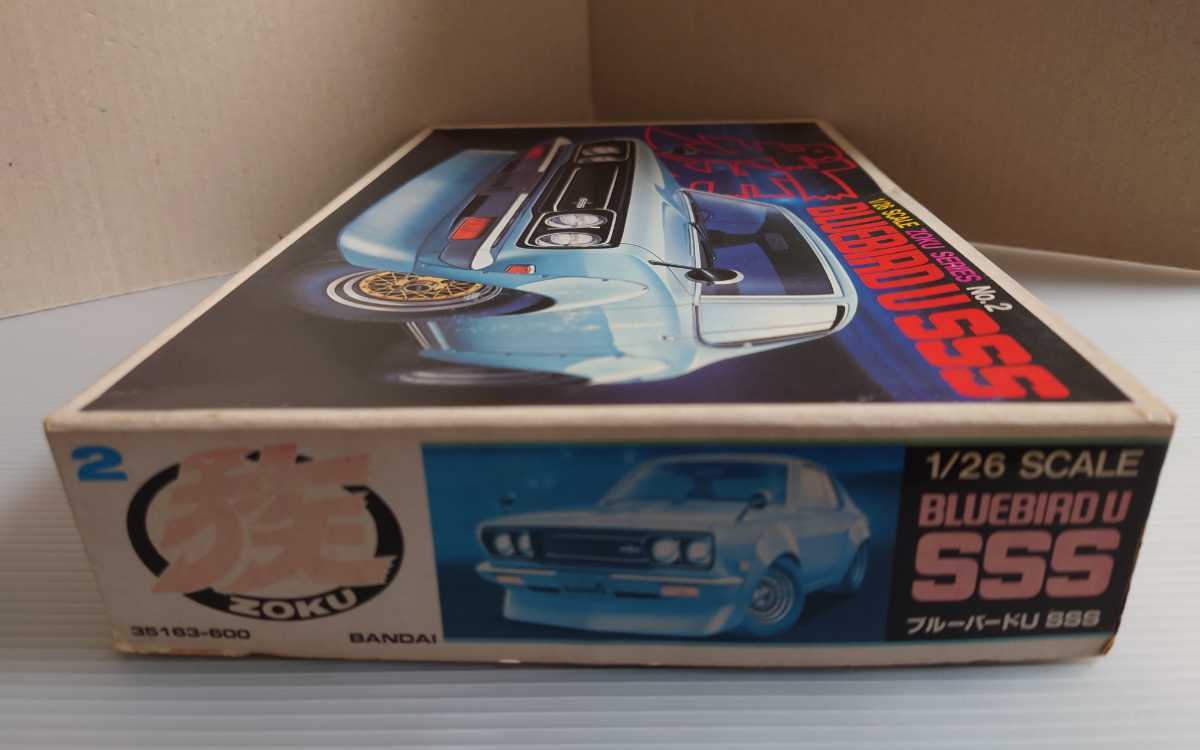 1/26 SCALE ZOKU SERIES No.2
BLUEBIRD U SSS
2
族
ZOKU
35163-600
BANDAI
1/26 SCALE
BLUEBIRD U
SSS
ブルーバードU SSS